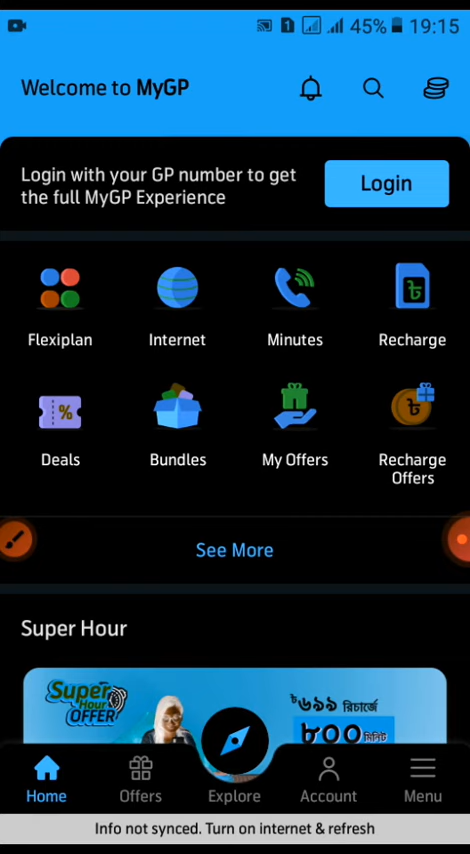 1 45% 19:15
Welcome to MyGP
Login with your GP number to get
the full MyGP Experience
Login
Flexiplan Internet Minutes Recharge
Deals Bundles My Offers Recharge
Offers
See More
Super Hour
Super
Hour
OFFER
৳৬৯৯ রিচার্জে
৮০০ মিনিট
Home Offers Explore Account Menu
Info not synced. Turn on internet & refresh